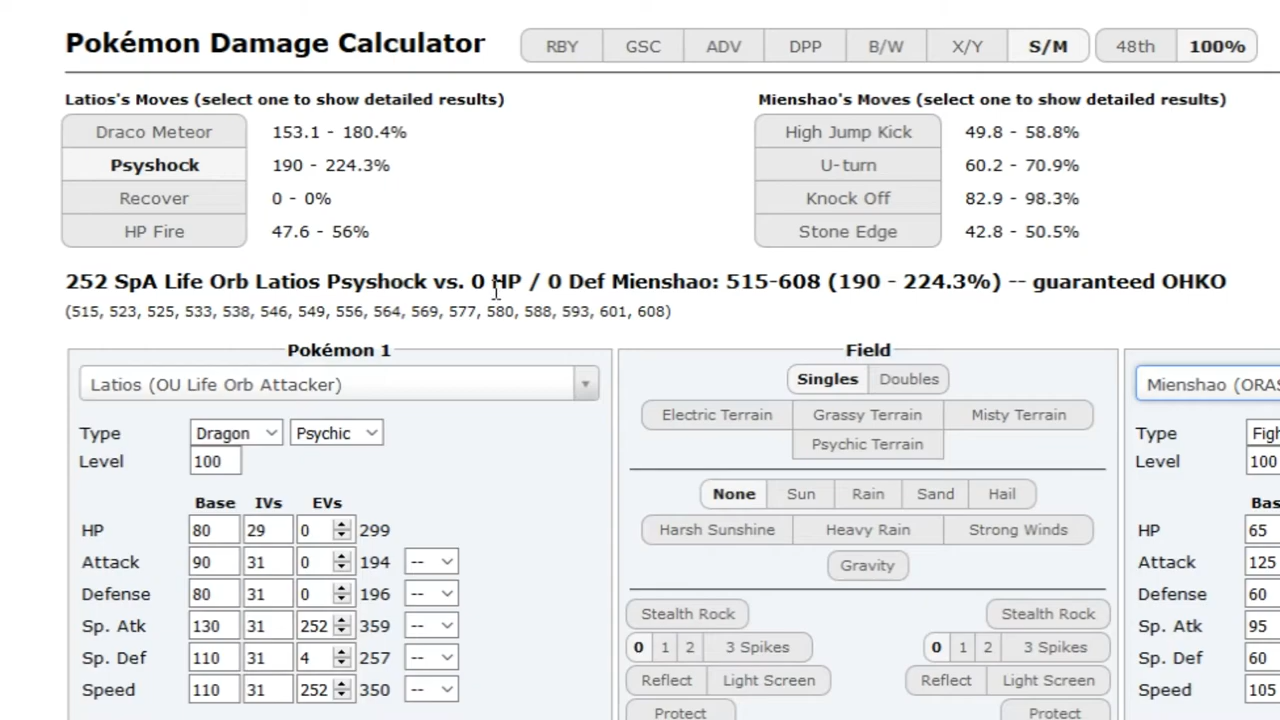 Pokémon Damage Calculator RBY GSC ADV DPP B/W X/Y S/M 48th 100%
Latios's Moves (select one to show detailed results)
Draco Meteor 153.1 - 180.4%
Psyshock 190 - 224.3%
Recover 0 - 0%
HP Fire 47.6 - 56%
Mienshao's Moves (select one to show detailed results)
High Jump Kick 49.8 - 58.8%
U-turn 60.2 - 70.9%
Knock Off 82.9 - 98.3%
Stone Edge 42.8 - 50.5%
252 SpA Life Orb Latios Psyshock vs. 0 HP / 0 Def Mienshao: 515-608 (190 - 224.3%) -- guaranteed OHKO
(515, 523, 525, 533, 538, 546, 549, 556, 564, 569, 577, 580, 588, 593, 601, 608)
Pokémon 1
Latios (OU Life Orb Attacker)
Type Dragon Psychic
Level 100
Base IVs EVs
HP 80 29 0 299
Attack 90 31 0 194 --
Defense 80 31 0 196 --
Sp. Atk 130 31 252 359 --
Sp. Def 110 31 4 257 --
Speed 110 31 252 350 --
Field
Singles Doubles
Electric Terrain Grassy Terrain Misty Terrain
Psychic Terrain
None Sun Rain Sand Hail
Harsh Sunshine Heavy Rain Strong Winds
Gravity
Stealth Rock Stealth Rock
0 1 2 3 Spikes 0 1 2 3 Spikes
Reflect Light Screen Reflect Light Screen
Protect Protect
Mienshao (ORAS
Type Figh
Level 100
Bas
HP 65
Attack 125
Defense 60
Sp. Atk 95
Sp. Def 60
Speed 105